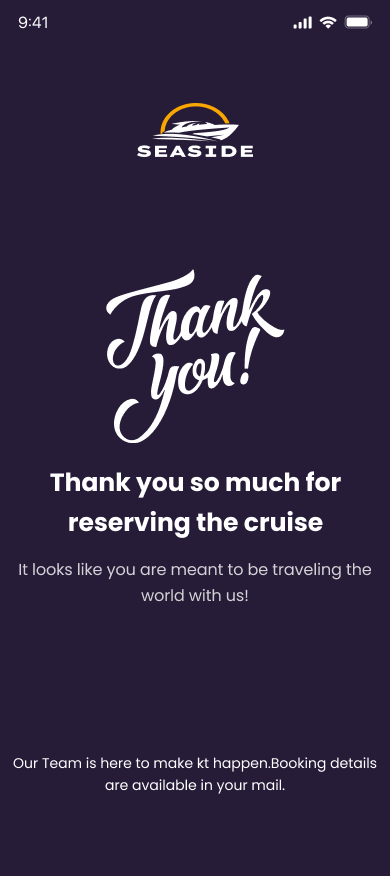 9:41
SEASIDE
Thank
you!
Thank you so much for
reserving the cruise
It looks like you are meant to be traveling the
world with us!
Our Team is here to make kt happen.Booking details
are available in your mail.